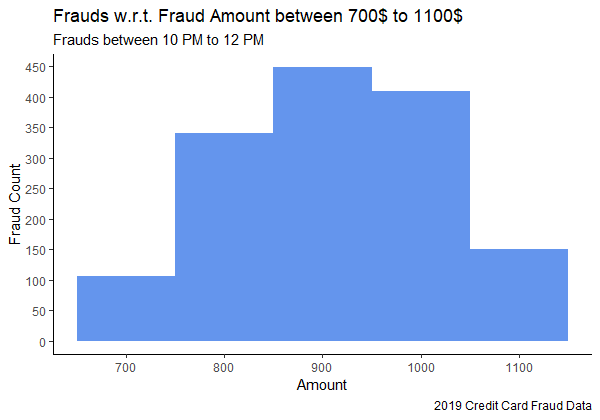 Frauds w.r.t. Fraud Amount between 700$ to 1100$
Frauds between 10 PM to 12 PM
450
400
350
300
250
200
150
100
50
0
Fraud Count
700 800 900 1000 1100
Amount
2019 Credit Card Fraud Data